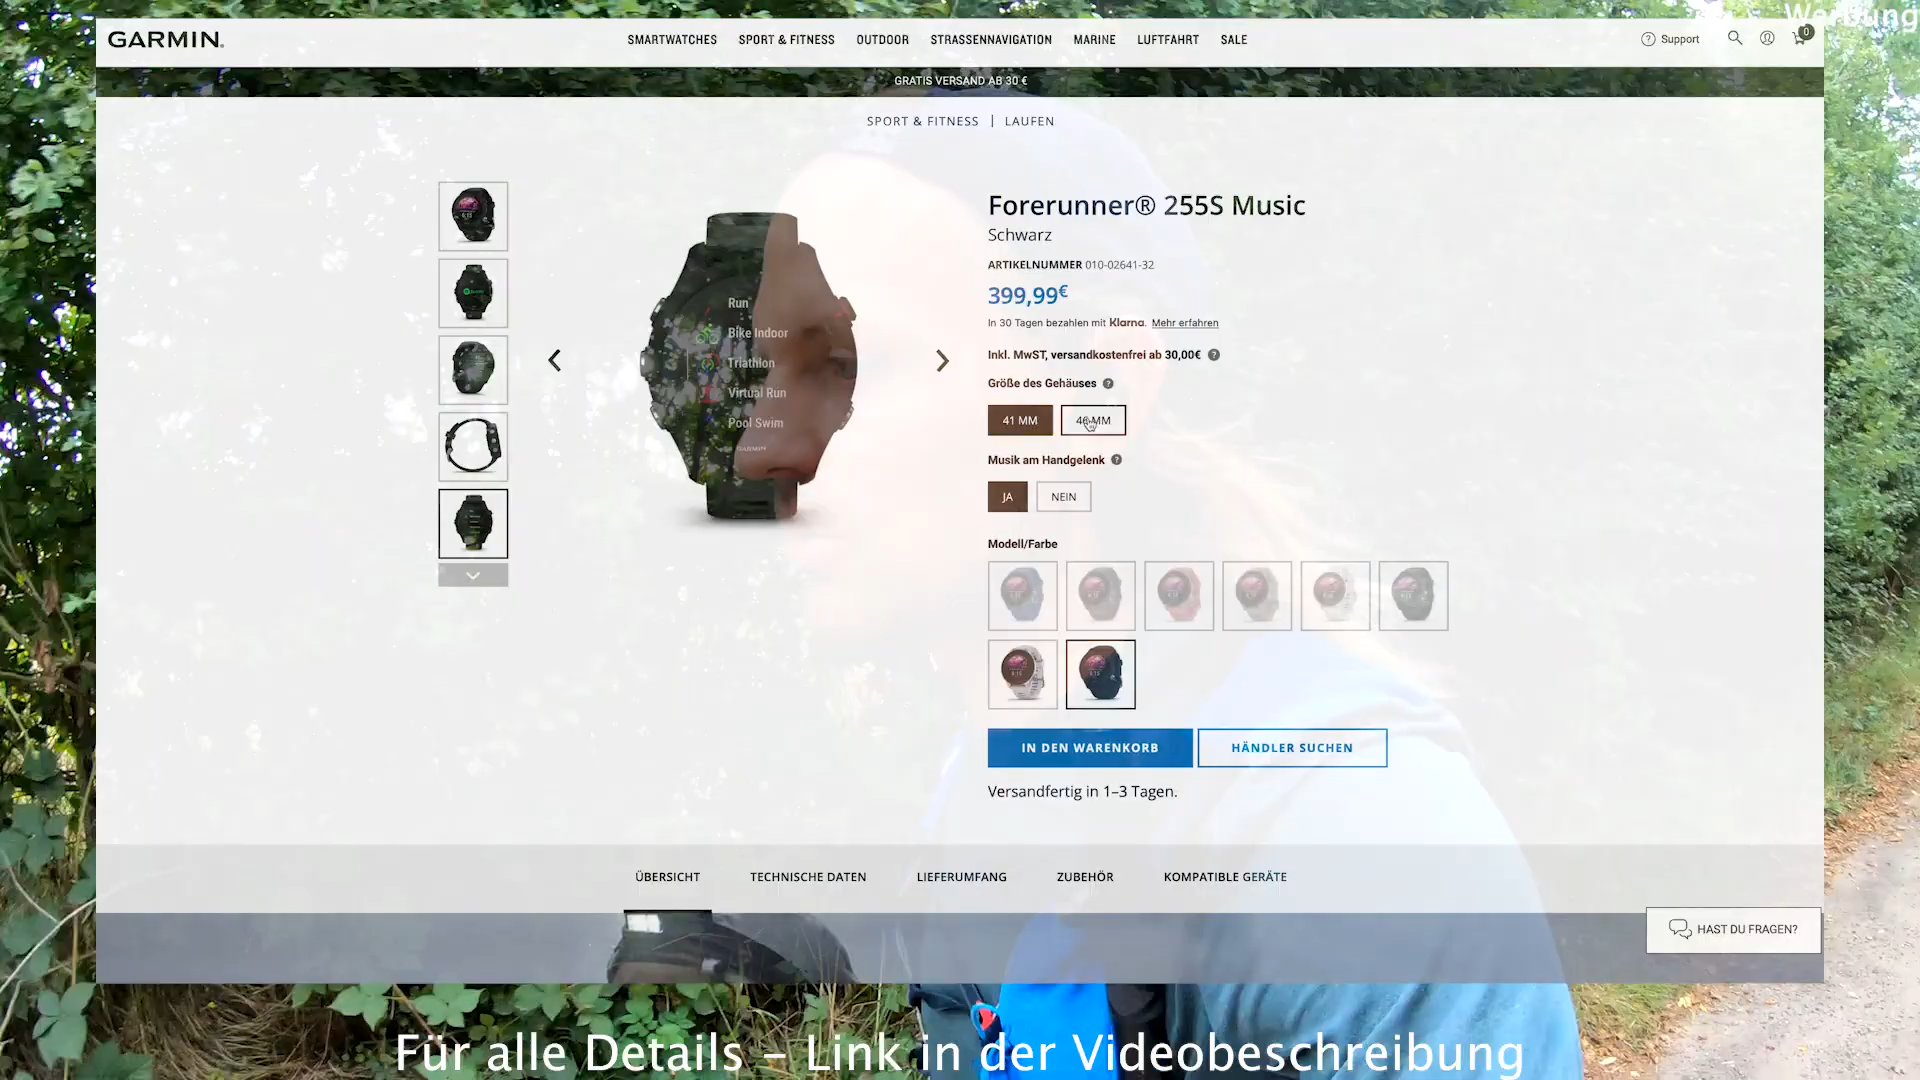 Werbung
GARMIN.
SMARTWATCHES SPORT & FITNESS OUTDOOR STRASSENNAVIGATION MARINE LUFTFAHRT SALE
Support
0
GRATIS VERSAND AB 30 €
SPORT & FITNESS | LAUFEN
Run
Bike Indoor
Triathlon
Virtual Run
Pool Swim
GARMIN
Forerunner® 255S Music
Schwarz
ARTIKELNUMMER 010-02641-32
399,99€
In 30 Tagen bezahlen mit Klarna. Mehr erfahren
Inkl. MwST, versandkostenfrei ab 30,00€ ?
Größe des Gehäuses ?
41 MM 46 MM
Musik am Handgelenk ?
JA NEIN
Modell/Farbe
IN DEN WARENKORB HÄNDLER SUCHEN
Versandfertig in 1–3 Tagen.
ÜBERSICHT TECHNISCHE DATEN LIEFERUMFANG ZUBEHÖR KOMPATIBLE GERÄTE
HAST DU FRAGEN?
Für alle Details – Link in der Videobeschreibung